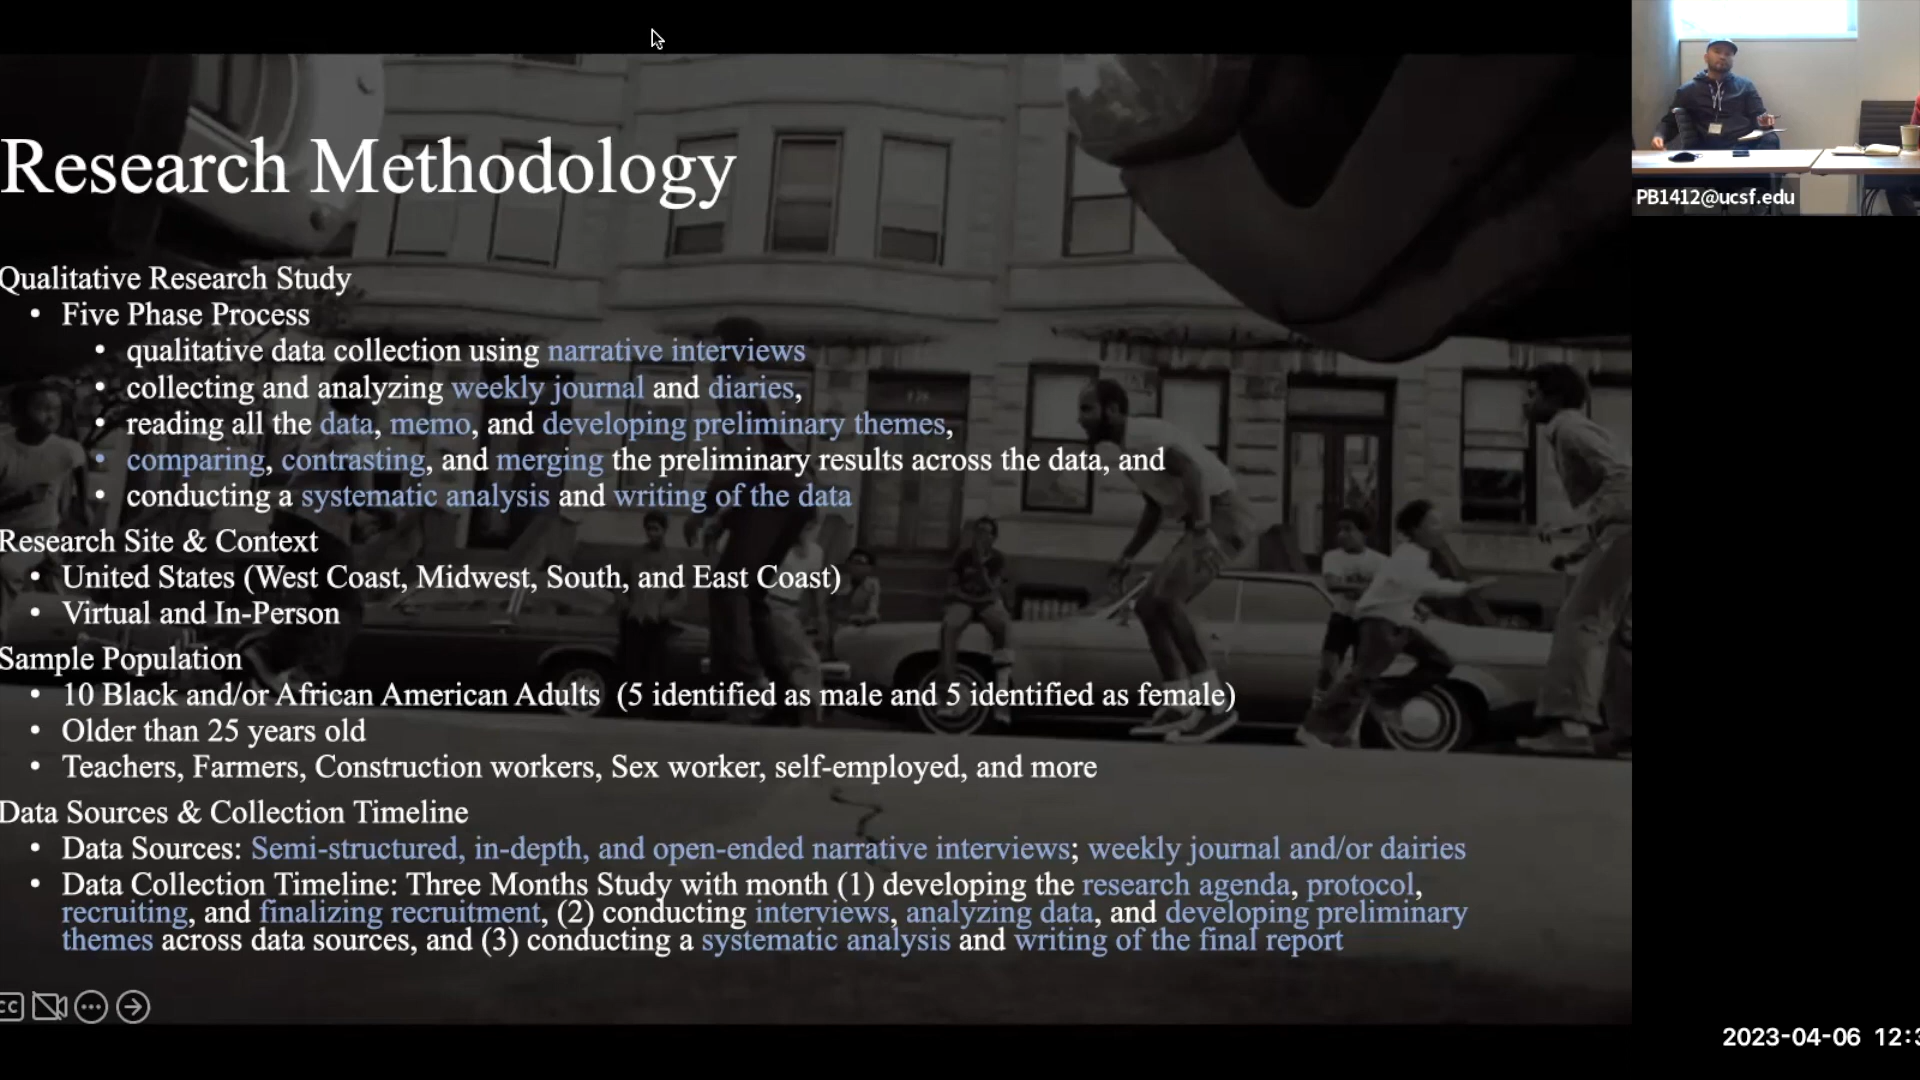 Research Methodology
Qualitative Research Study
• Five Phase Process
• qualitative data collection using narrative interviews
• collecting and analyzing weekly journal and diaries,
• reading all the data, memo, and developing preliminary themes,
• comparing, contrasting, and merging the preliminary results across the data, and
• conducting a systematic analysis and writing of the data
Research Site & Context
• United States (West Coast, Midwest, South, and East Coast)
• Virtual and In-Person
Sample Population
• 10 Black and/or African American Adults (5 identified as male and 5 identified as female)
• Older than 25 years old
• Teachers, Farmers, Construction workers, Sex worker, self-employed, and more
Data Sources & Collection Timeline
• Data Sources: Semi-structured, in-depth, and open-ended narrative interviews; weekly journal and/or dairies
• Data Collection Timeline: Three Months Study with month (1) developing the research agenda, protocol,
recruiting, and finalizing recruitment, (2) conducting interviews, analyzing data, and developing preliminary
themes across data sources, and (3) conducting a systematic analysis and writing of the final report
CC
PB1412@ucsf.edu
2023-04-06 12:3